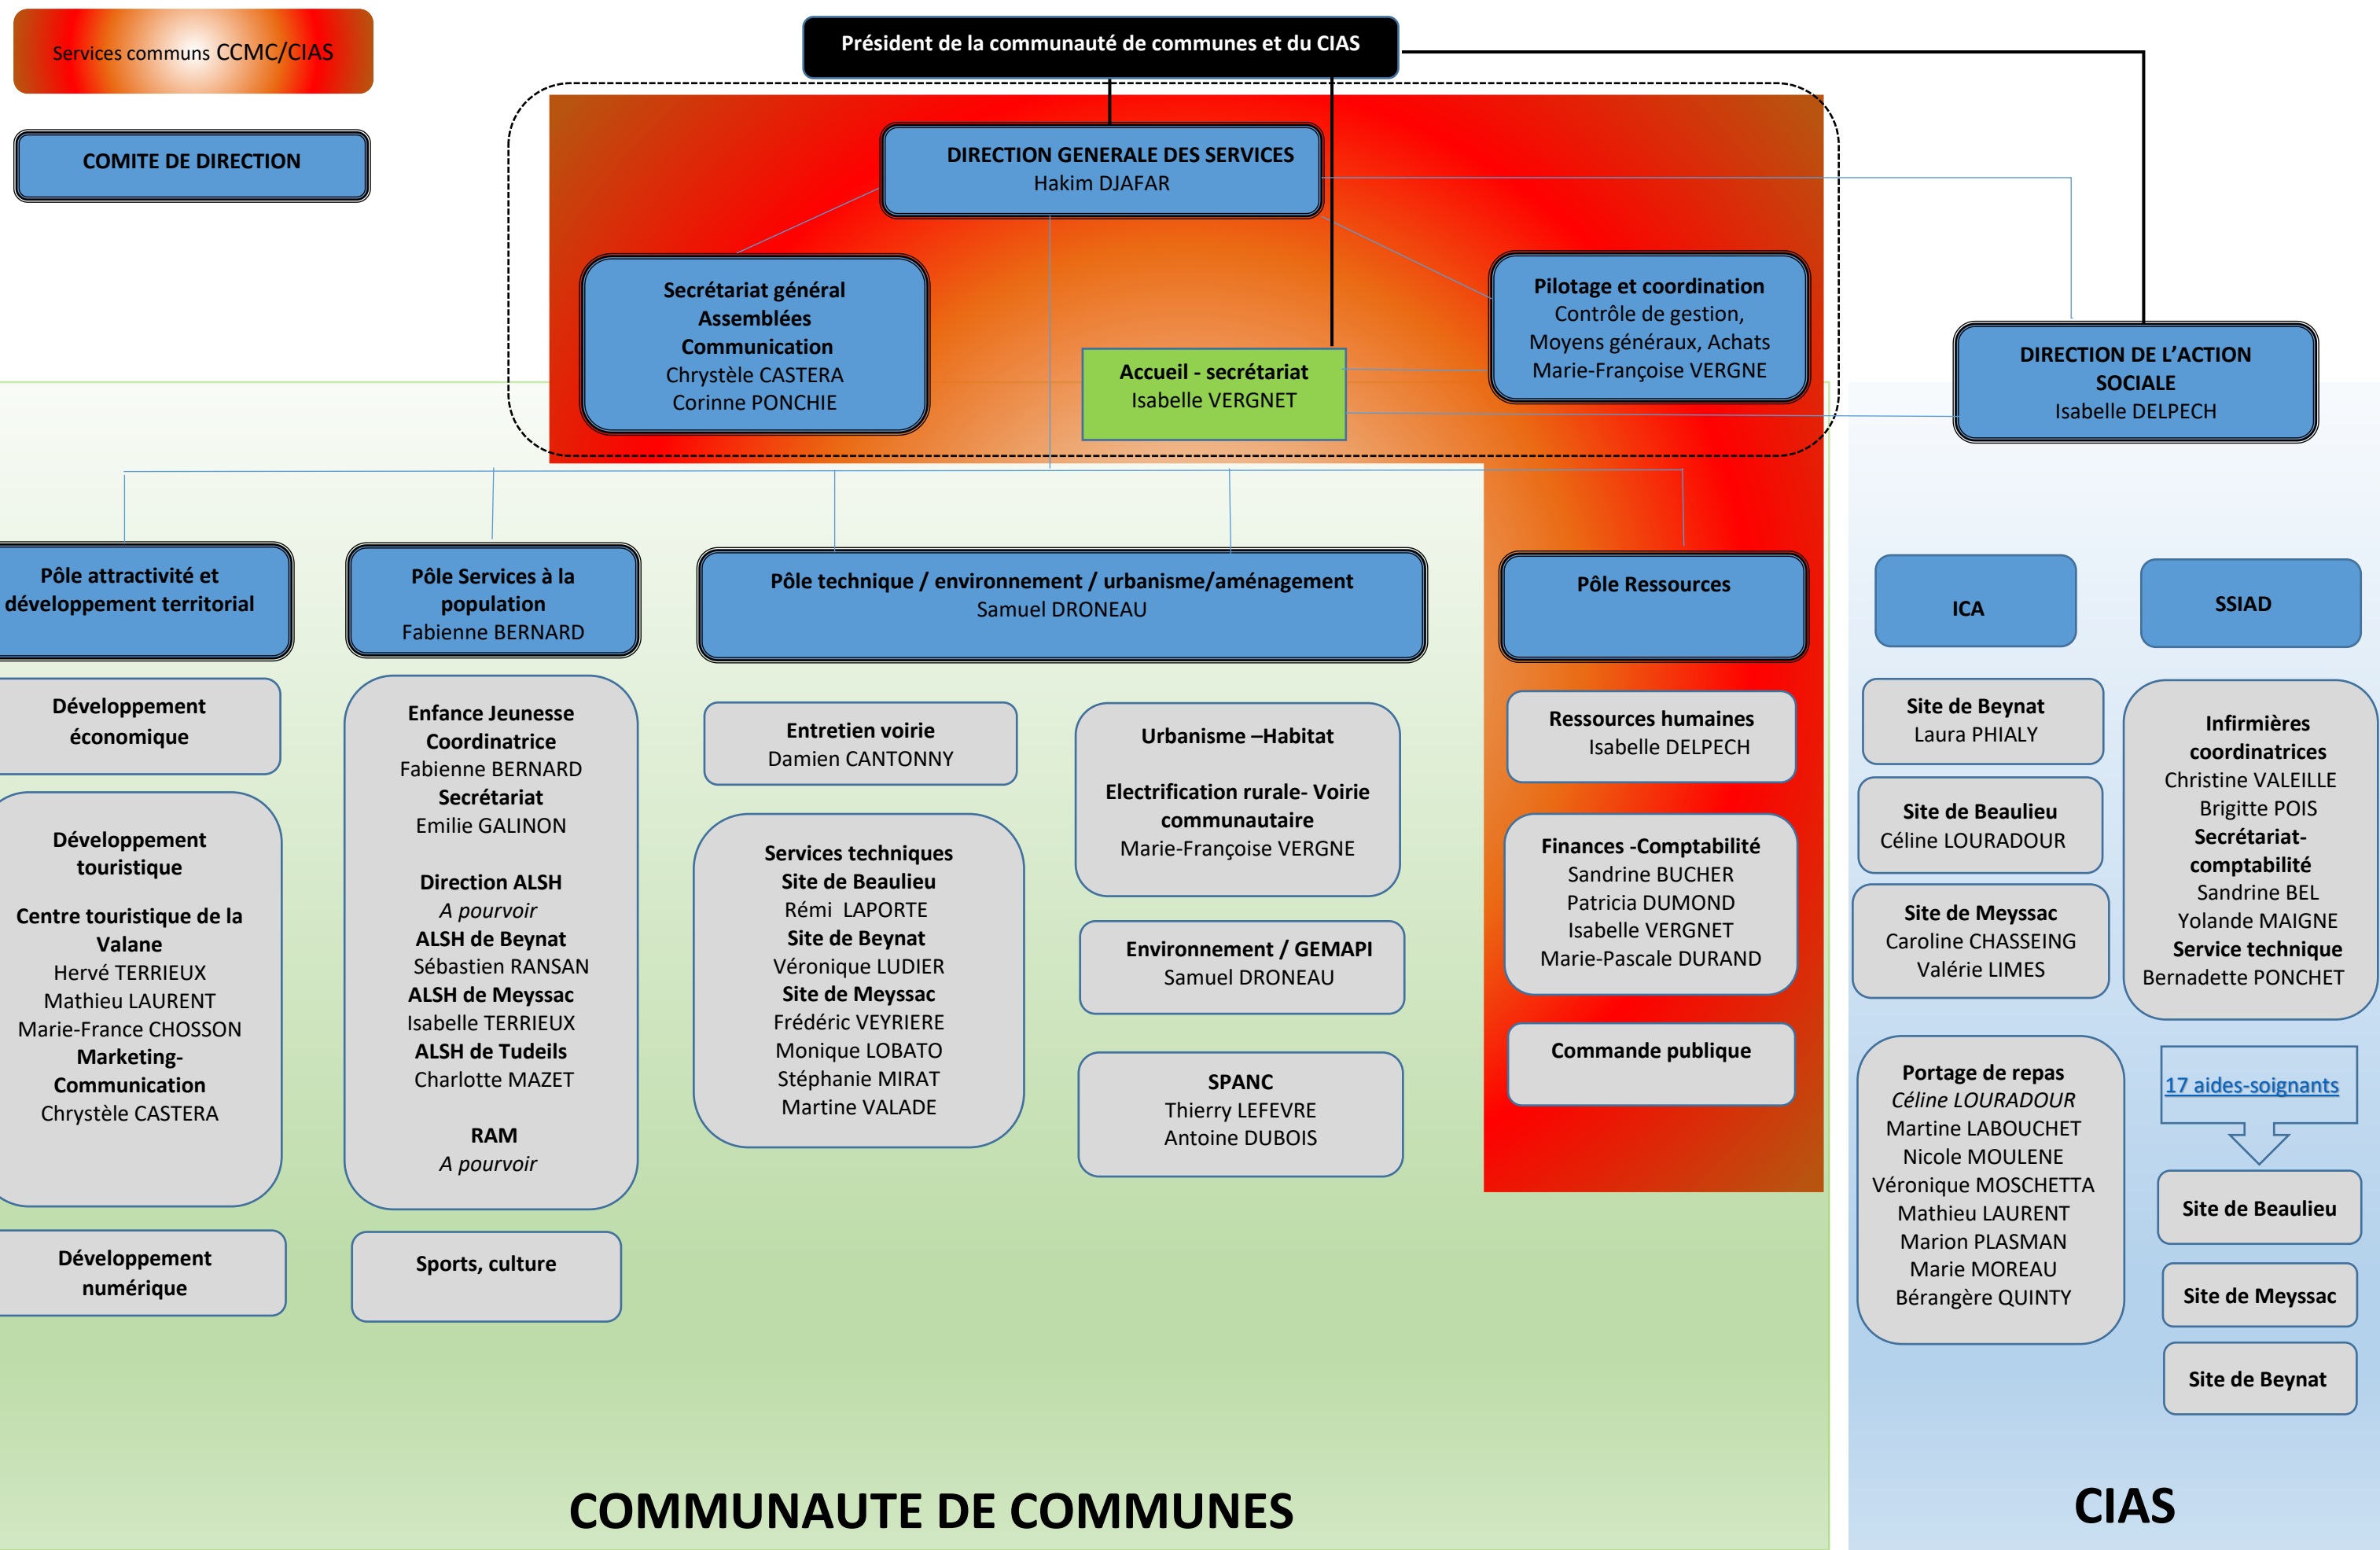 Services communs CCMC/CIAS
COMITE DE DIRECTION
Président de la communauté de communes et du CIAS
DIRECTION GENERALE DES SERVICES
Hakim DJAFAR
Secrétariat général
Assemblées
Communication
Chrystèle CASTERA
Corinne PONCHIE
Accueil - secrétariat
Isabelle VERGNET
Pilotage et coordination
Contrôle de gestion,
Moyens généraux, Achats
Marie-Françoise VERGNE
DIRECTION DE L’ACTION
SOCIALE
Isabelle DELPECH
Pôle attractivité et
développement territorial
Développement
économique
Développement
touristique
Centre touristique de la
Valane
Hervé TERRIEUX
Mathieu LAURENT
Marie-France CHOSSON
Marketing-
Communication
Chrystèle CASTERA
Développement
numérique
Pôle Services à la
population
Fabienne BERNARD
Enfance Jeunesse
Coordinatrice
Fabienne BERNARD
Secrétariat
Emilie GALINON
Direction ALSH
A pourvoir
ALSH de Beynat
Sébastien RANSAN
ALSH de Meyssac
Isabelle TERRIEUX
ALSH de Tudeils
Charlotte MAZET
RAM
A pourvoir
Sports, culture
Pôle technique / environnement / urbanisme/aménagement
Samuel DRONEAU
Entretien voirie
Damien CANTONNY
Services techniques
Site de Beaulieu
Rémi  LAPORTE
Site de Beynat
Véronique LUDIER
Site de Meyssac
Frédéric VEYRIERE
Monique LOBATO
Stéphanie MIRAT
Martine VALADE
Urbanisme –Habitat
Electrification rurale- Voirie
communautaire
Marie-Françoise VERGNE
Environnement / GEMAPI
Samuel DRONEAU
SPANC
Thierry LEFEVRE
Antoine DUBOIS
Pôle Ressources
Ressources humaines
Isabelle DELPECH
Finances -Comptabilité
Sandrine BUCHER
Patricia DUMOND
Isabelle VERGNET
Marie-Pascale DURAND
Commande publique
ICA
Site de Beynat
Laura PHIALY
Site de Beaulieu
Céline LOURADOUR
Site de Meyssac
Caroline CHASSEING
Valérie LIMES
Portage de repas
Céline LOURADOUR
Martine LABOUCHET
Nicole MOULENE
Véronique MOSCHETTA
Mathieu LAURENT
Marion PLASMAN
Marie MOREAU
Bérangère QUINTY
SSIAD
Infirmières
coordinatrices
Christine VALEILLE
Brigitte POIS
Secrétariat-
comptabilité
Sandrine BEL
Yolande MAIGNE
Service technique
Bernadette PONCHET
17 aides-soignants
Site de Beaulieu
Site de Meyssac
Site de Beynat
COMMUNAUTE DE COMMUNES
CIAS